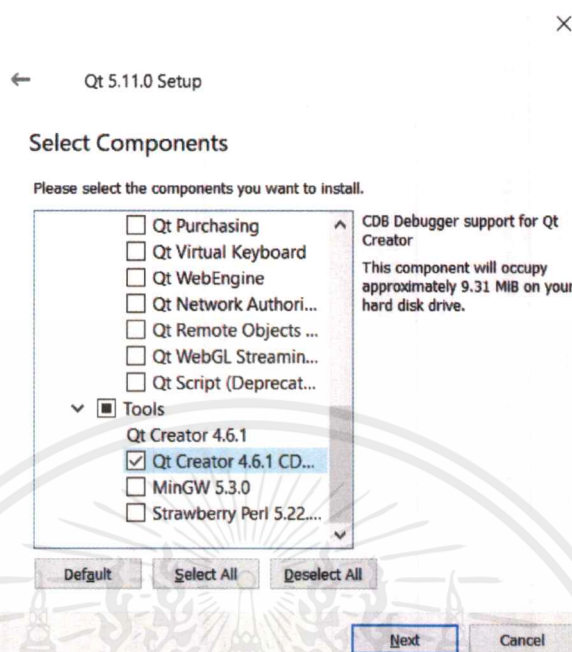 Qt 5.11.0 Setup
Select Components
Please select the components you want to install.
Qt Purchasing
Qt Virtual Keyboard
Qt WebEngine
Qt Network Authori...
Qt Remote Objects ...
Qt WebGL Streamin...
Qt Script (Deprecat...
Tools
Qt Creator 4.6.1
Qt Creator 4.6.1 CD...
MinGW 5.3.0
Strawberry Perl 5.22....
CDB Debugger support for Qt
Creator
This component will occupy
approximately 9.31 MiB on your
hard disk drive.
Default
Select All
Deselect All
Next
Cancel